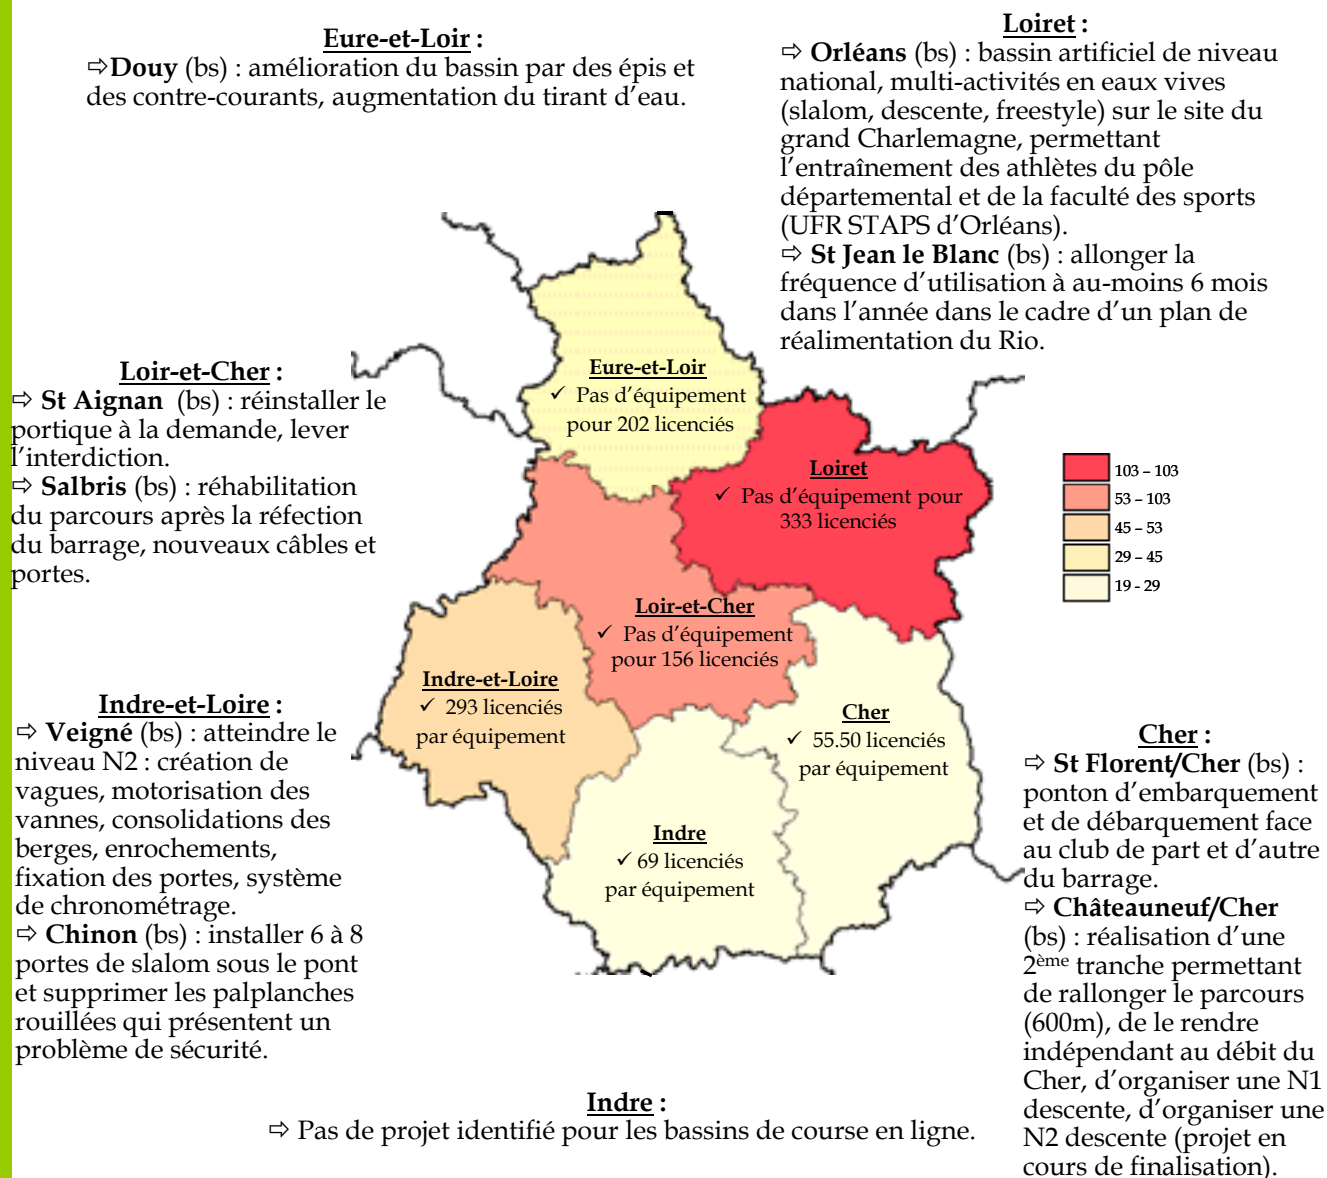 Eure-et-Loir :
⇨Douy (bs) : amélioration du bassin par des épis et
des contre-courants, augmentation du tirant d'eau.
Loiret :
⇨ Orléans (bs) : bassin artificiel de niveau
national, multi-activités en eaux vives
(slalom, descente, freestyle) sur le site du
grand Charlemagne, permettant
l'entraînement des athlètes du pôle
départemental et de la faculté des sports
(UFR STAPS d'Orléans).
⇨ St Jean le Blanc (bs) : allonger la
fréquence d'utilisation à au-moins 6 mois
dans l'année dans le cadre d'un plan de
réalimentation du Rio.
Loir-et-Cher :
⇨ St Aignan (bs) : réinstaller le
portique à la demande, lever
l'interdiction.
⇨ Salbris (bs) : réhabilitation
du parcours après la réfection
du barrage, nouveaux câbles et
portes.
Eure-et-Loir
✓ Pas d'équipement
pour 202 licenciés
Loiret
✓ Pas d'équipement pour
333 licenciés
103 – 103
53 – 103
45 – 53
29 – 45
19 - 29
Loir-et-Cher
✓ Pas d'équipement
pour 156 licenciés
Indre-et-Loire
✓ 293 licenciés
par équipement
Cher
✓ 55.50 licenciés
par équipement
Indre
✓ 69 licenciés
par équipement
Indre-et-Loire :
⇨ Veigné (bs) : atteindre le
niveau N2 : création de
vagues, motorisation des
vannes, consolidations des
berges, enrochements,
fixation des portes, système
de chronométrage.
⇨ Chinon (bs) : installer 6 à 8
portes de slalom sous le pont
et supprimer les palplanches
rouillées qui présentent un
problème de sécurité.
Cher :
⇨ St Florent/Cher (bs) :
ponton d'embarquement
et de débarquement face
au club de part et d'autre
du barrage.
⇨ Châteauneuf/Cher
(bs) : réalisation d'une
2ème tranche permettant
de rallonger le parcours
(600m), de le rendre
indépendant au débit du
Cher, d'organiser une N1
descente, d'organiser une
N2 descente (projet en
cours de finalisation).
Indre :
⇨ Pas de projet identifié pour les bassins de course en ligne.